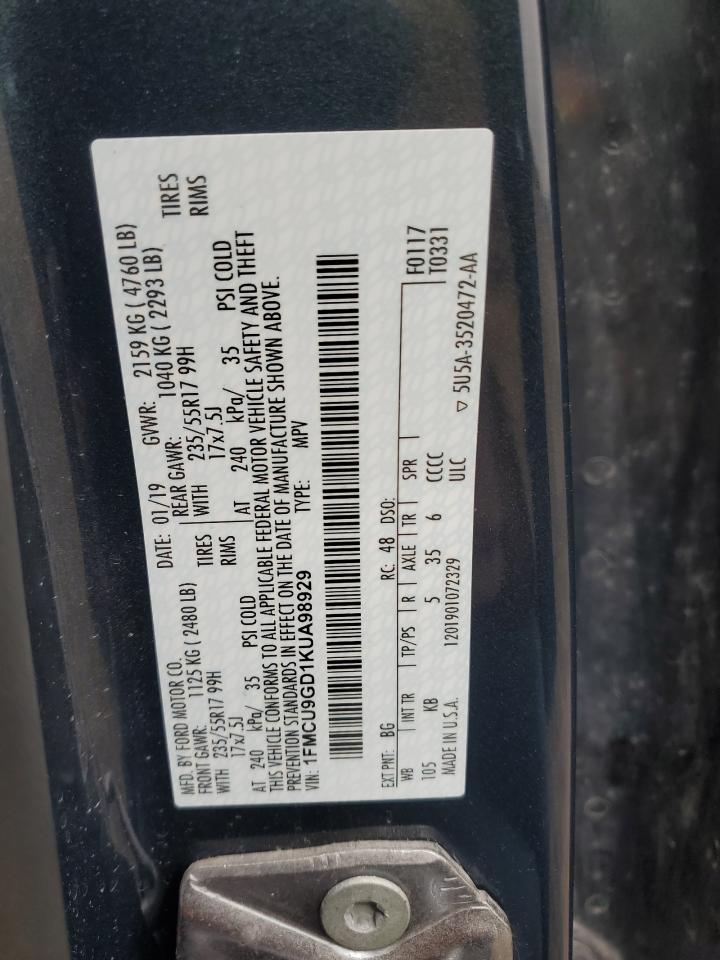 MFD. BY FORD MOTOR CO. DATE: 01/19 GVWR: 2159 KG ( 4760 LB)
FRONT GAWR: 1125 KG ( 2480 LB) REAR GAWR: 1040 KG ( 2293 LB)
WITH 235/55R17 99H TIRES WITH 235/55R17 99H TIRES
17x7.5J RIMS 17x7.5J RIMS
AT 240 kPa/ 35 PSI COLD AT 240 kPa/ 35 PSI COLD
THIS VEHICLE CONFORMS TO ALL APPLICABLE FEDERAL MOTOR VEHICLE SAFETY AND THEFT
PREVENTION STANDARDS IN EFFECT ON THE DATE OF MANUFACTURE SHOWN ABOVE.
VIN: 1FMCU9GD1KUA98929 TYPE: MPV
EXT PNT: BG RC: 48 DSO:
WB INT TR TP/PS R AXLE TR SPR F0117
105 KB 5 35 6 CCCC T0331
MADE IN U.S.A. 1201901072329 ULC
▽ 5U5A-3520472-AA